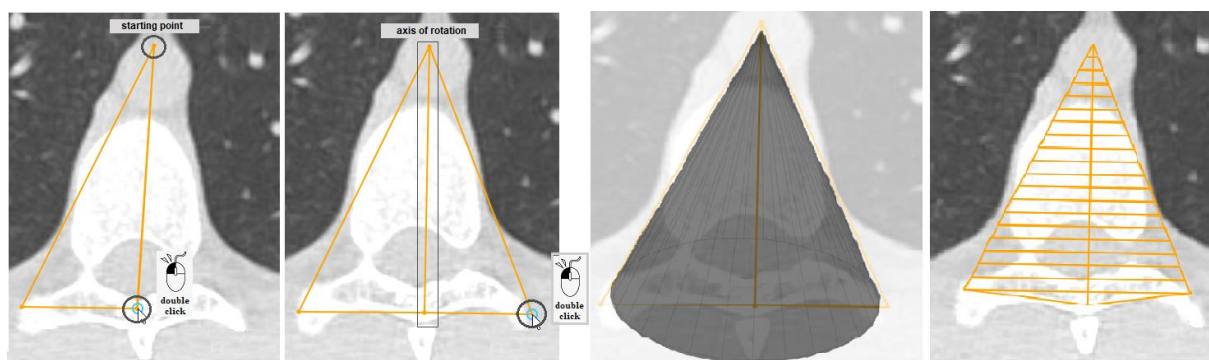 starting point
axis of rotation
double
click
double
click